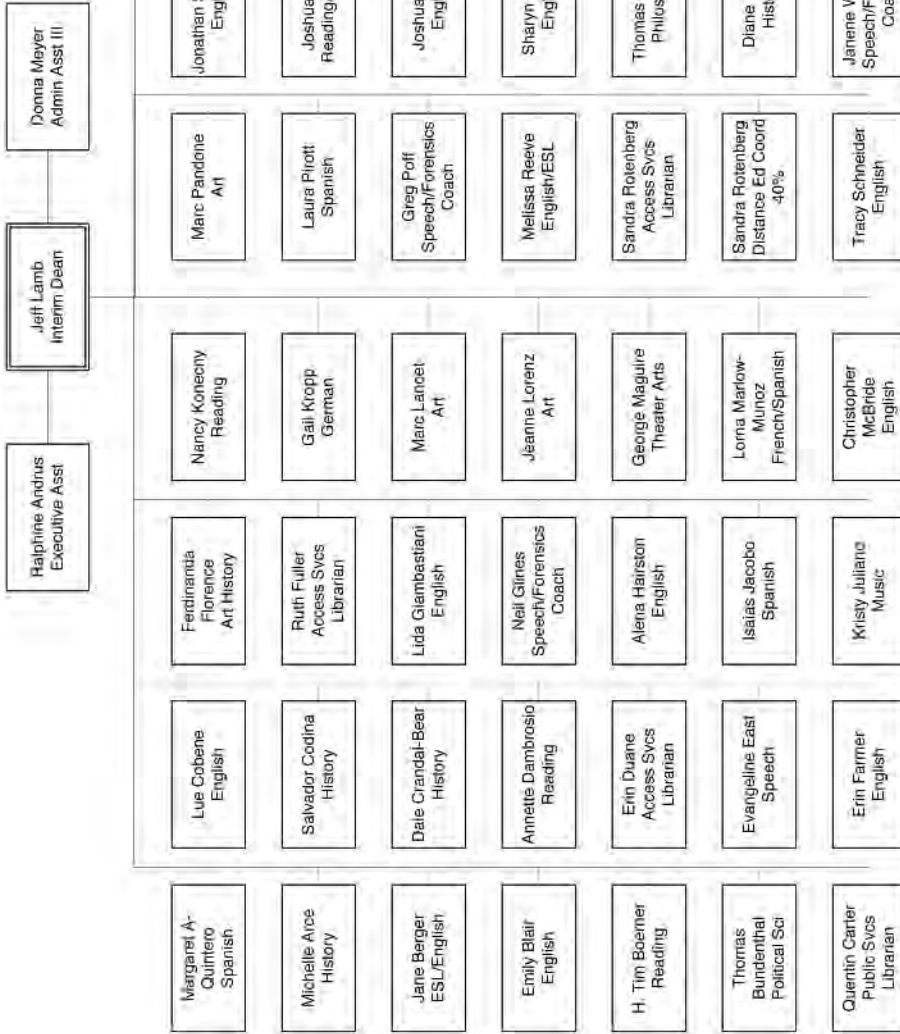 Ralphine Andrus
Executive Asst
Jeff Lamb
Interim Dean
Donna Meyer
Admin Asst III
Margaret A-
Quintero
Spanish
Lue Cobene
English
Ferdinanda
Florence
Art History
Nancy Konecny
Reading
Marc Pandone
Art
Jonathan
Michelle Arce
History
Salvador Codina
History
Ruth Fuller
Access Svcs
Librarian
Gail Kropp
German
Laura Pirott
Spanish
Joshua
Reading
Jane Berger
ESL/English
Dale Crandal-Bear
History
Lida Giambastiani
English
Marc Lancet
Art
Greg Poff
Speech/Forensics
Coach
Joshua
Emily Blair
English
Annette Dambrosio
Reading
Neil Glines
Speech/Forensics
Coach
Jeanne Lorenz
Art
Melissa Reeve
English/ESL
Sharyn
H. Tim Boerner
Reading
Erin Duane
Access Svcs
Librarian
Alena Hairston
English
George Maguire
Theater Arts
Sandra Rotenberg
Access Svcs
Librarian
Thomas
Thomas
Bundenthal
Political Sci
Evangeline East
Speech
Isaias Jacobo
Spanish
Lorna Marlow-
Munoz
French/Spanish
Sandra Rotenberg
Distance Ed Coord
40%
Diane
Quentin Carter
Public Svcs
Librarian
Erin Farmer
English
Kristy Juliano
Music
Christopher
McBride
English
Tracy Schneider
English
Janene